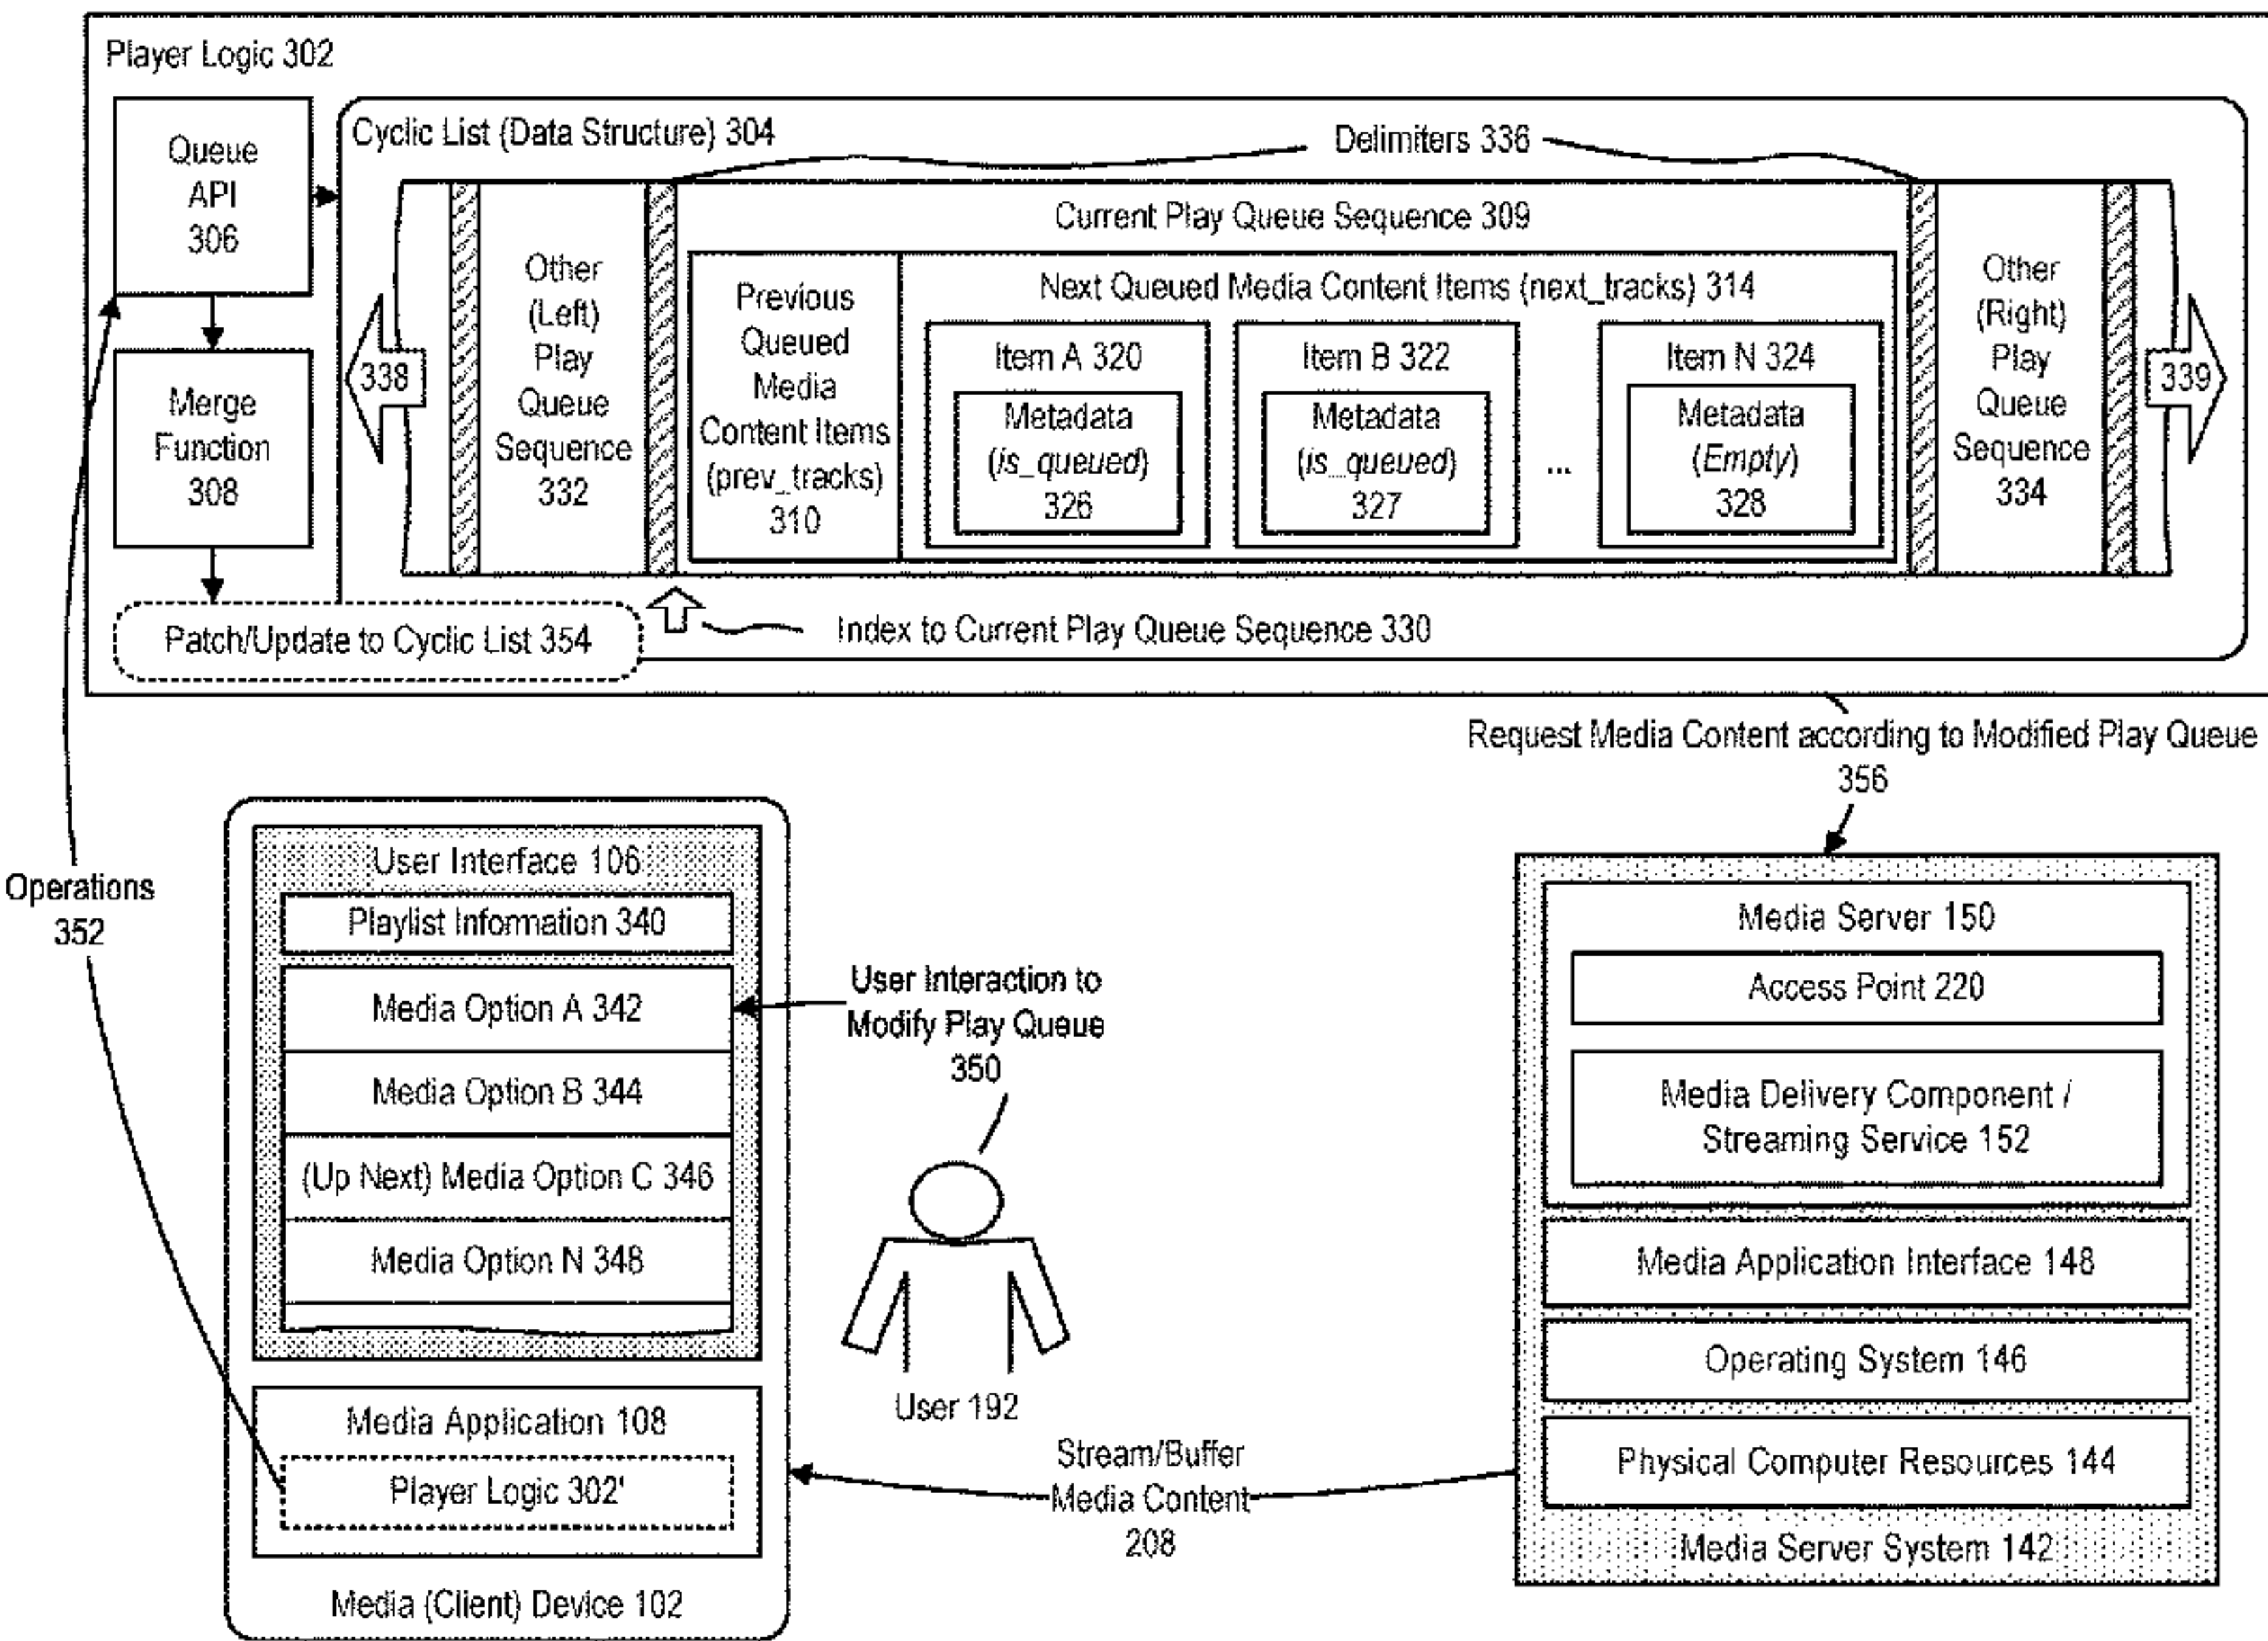 Player Logic 302
Queue
API
306
Merge
Function
308
Patch/Update to Cyclic List 354
Cyclic List (Data Structure) 304
Delimiters 336
338
Other
(Left)
Play
Queue
Sequence
332
Current Play Queue Sequence 309
Previous
Queued
Media
Content Items
(prev_tracks)
310
Next Queued Media Content Items (next_tracks) 314
Item A 320
Metadata
(is_queued)
326
Item B 322
Metadata
(is_queued)
327
...
Item N 324
Metadata
(Empty)
328
Other
(Right)
Play
Queue
Sequence
334
339
Index to Current Play Queue Sequence 330
Request Media Content according to Modified Play Queue
356
Operations
352
User Interface 106
Playlist Information 340
Media Option A 342
Media Option B 344
(Up Next) Media Option C 346
Media Option N 348
Media Application 108
Player Logic 302'
Media (Client) Device 102
User Interaction to
Modify Play Queue
350
User 192
Stream/Buffer
Media Content
208
Media Server 150
Access Point 220
Media Delivery Component /
Streaming Service 152
Media Application Interface 148
Operating System 146
Physical Computer Resources 144
Media Server System 142